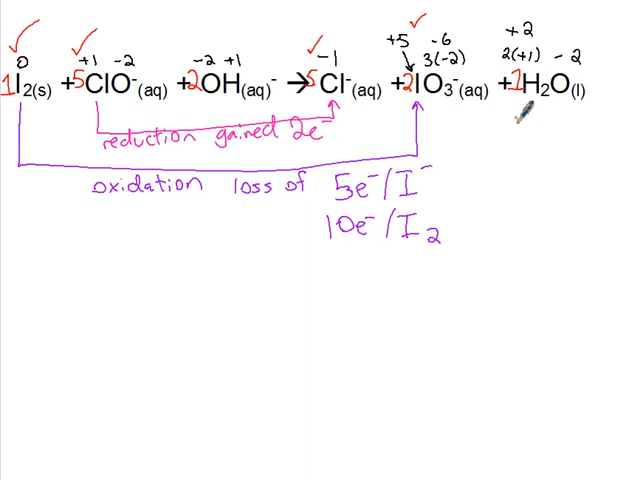 0 +1 -2 -2 +1 -1 +5 -6 3(-2) +2 2(+1) -2
1I2(s) + 5ClO-(aq) + 2OH(aq)- → 5Cl-(aq) + 2IO3-(aq) + 1H2O(l)
reduction gained 2e-
oxidation loss of 5e-/I-
10e-/I2